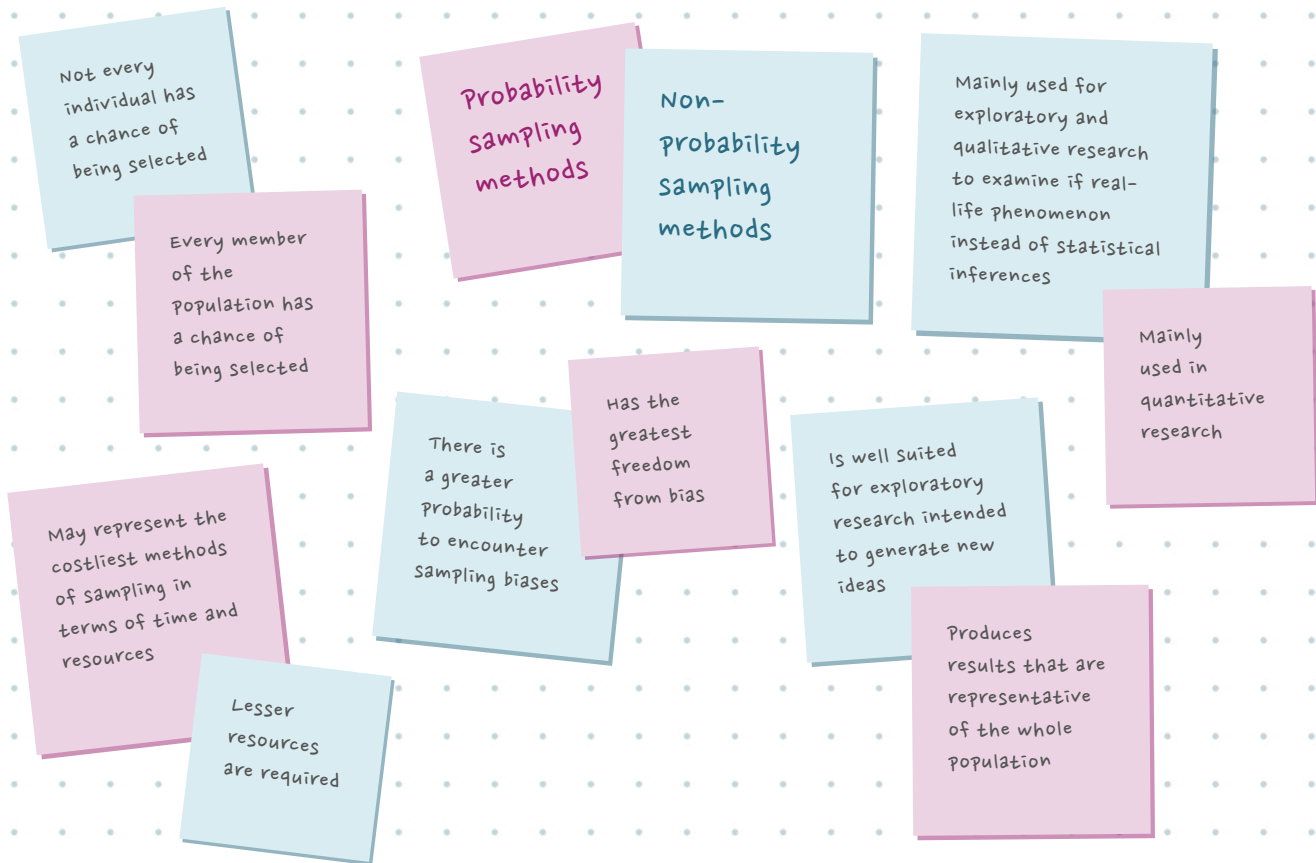 Not every
individual has
a chance of
being selected
Every member
of the
population has
a chance of
being selected
Probability
sampling
methods
Non-
probability
sampling
methods
Mainly used for
exploratory and
qualitative research
to examine if real-
life phenomenon
instead of statistical
inferences
Mainly
used in
quantitative
research
May represent the
costliest methods
of sampling in
terms of time and
resources
Lesser
resources
are required
There is
a greater
probability
to encounter
sampling biases
Has the
greatest
freedom
from bias
Is well suited
for exploratory
research intended
to generate new
ideas
Produces
results that are
representative
of the whole
population